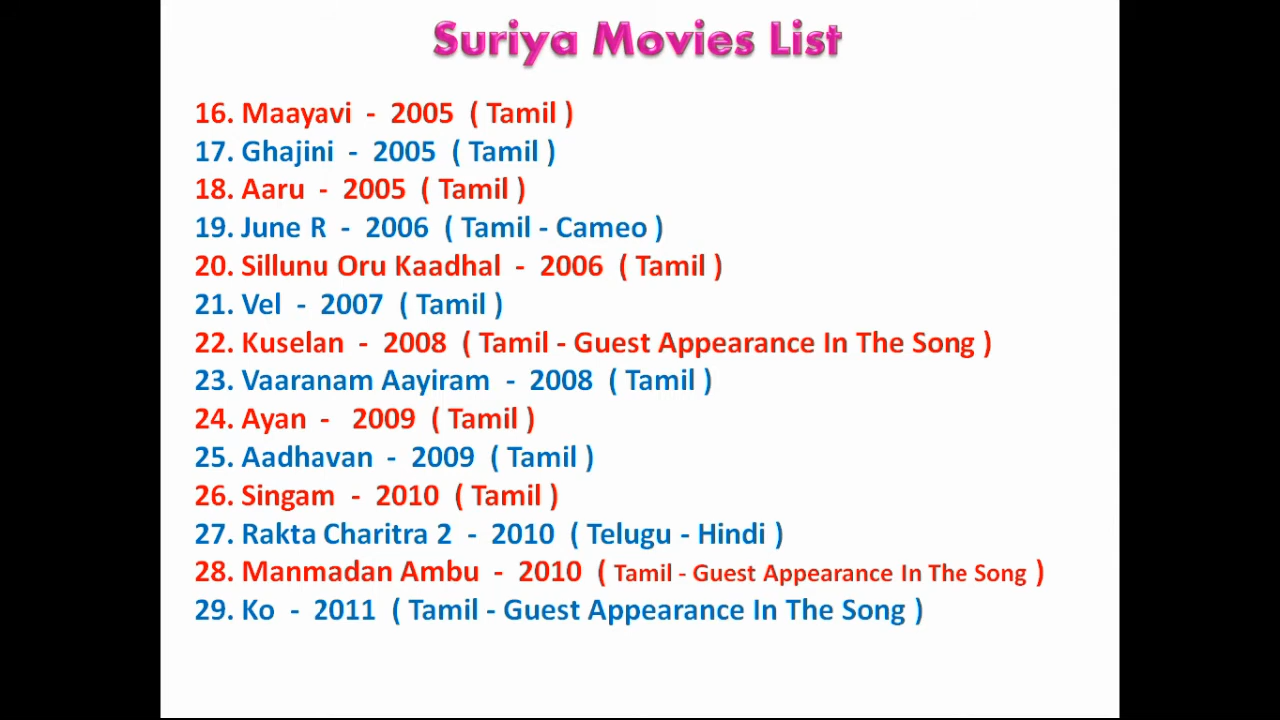 Suriya Movies List
16. Maayavi - 2005 ( Tamil )
17. Ghajini - 2005 ( Tamil )
18. Aaru - 2005 ( Tamil )
19. June R - 2006 ( Tamil - Cameo )
20. Sillunu Oru Kaadhal - 2006 ( Tamil )
21. Vel - 2007 ( Tamil )
22. Kuselan - 2008 ( Tamil - Guest Appearance In The Song )
23. Vaaranam Aayiram - 2008 ( Tamil )
24. Ayan - 2009 ( Tamil )
25. Aadhavan - 2009 ( Tamil )
26. Singam - 2010 ( Tamil )
27. Rakta Charitra 2 - 2010 ( Telugu - Hindi )
28. Manmadan Ambu - 2010 ( Tamil - Guest Appearance In The Song )
29. Ko - 2011 ( Tamil - Guest Appearance In The Song )